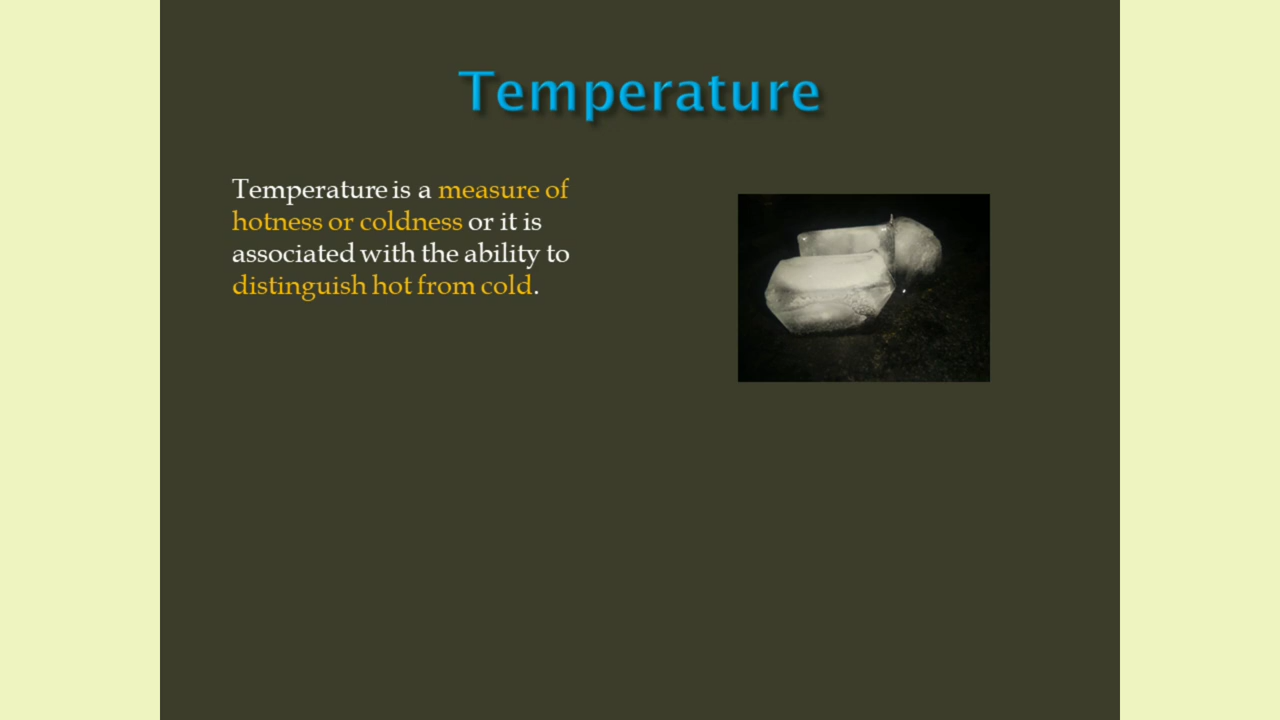 Temperature
Temperature is a measure of
hotness or coldness or it is
associated with the ability to
distinguish hot from cold.